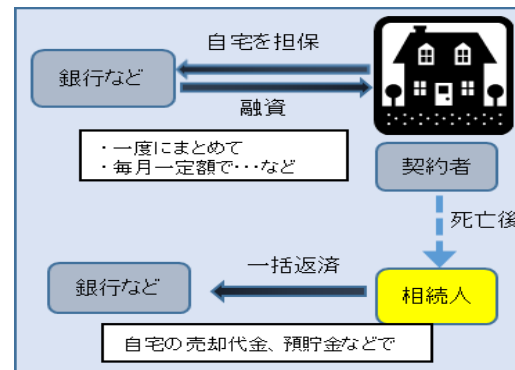 自宅を担保
銀行など
融資
・一度にまとめて
・毎月一定額で･･･など
契約者
死亡後
一括返済
銀行など
相続人
自宅の売却代金、預貯金などで